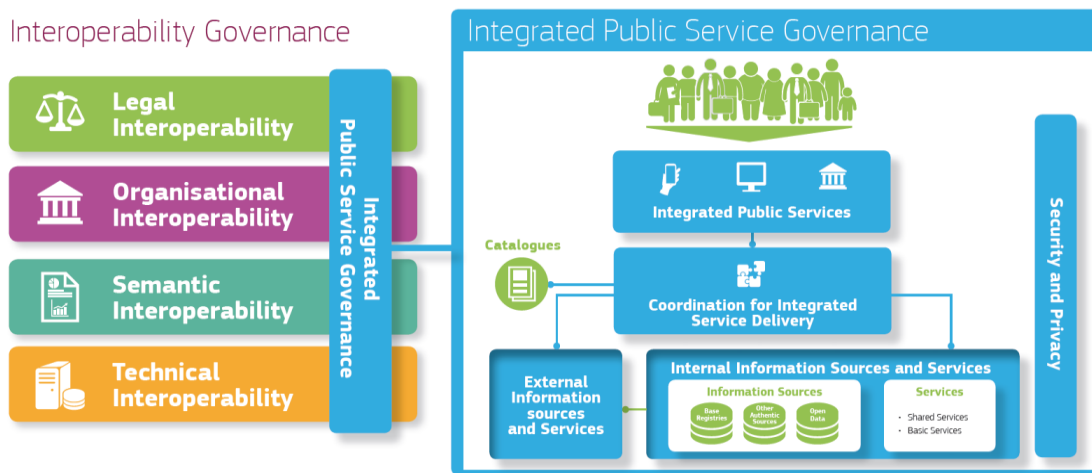 Interoperability Governance
Legal
Interoperability
Organisational
Interoperability
Semantic
Interoperability
Technical
Interoperability
Integrated
Public Service Governance
Integrated Public Service Governance
Integrated Public Services
Catalogues
Coordination for Integrated
Service Delivery
External
Information
sources
and Services
Internal Information Sources and Services
Information Sources
Base
Registries
Other
Authentic
Sources
Open
Data
Services
• Shared Services
• Basic Services
Security and Privacy